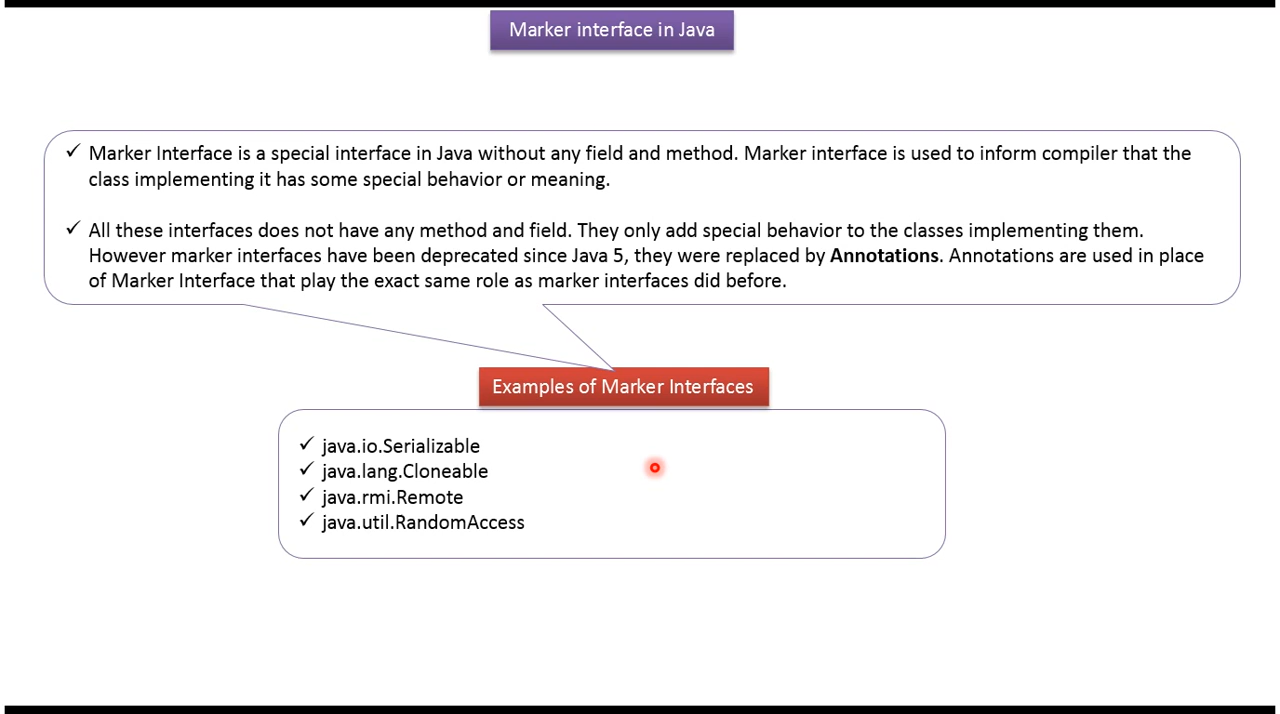 Marker interface in Java
✓ Marker Interface is a special interface in Java without any field and method. Marker interface is used to inform compiler that the
class implementing it has some special behavior or meaning.
✓ All these interfaces does not have any method and field. They only add special behavior to the classes implementing them.
However marker interfaces have been deprecated since Java 5, they were replaced by Annotations. Annotations are used in place
of Marker Interface that play the exact same role as marker interfaces did before.
Examples of Marker Interfaces
✓ java.io.Serializable
✓ java.lang.Cloneable
✓ java.rmi.Remote
✓ java.util.RandomAccess